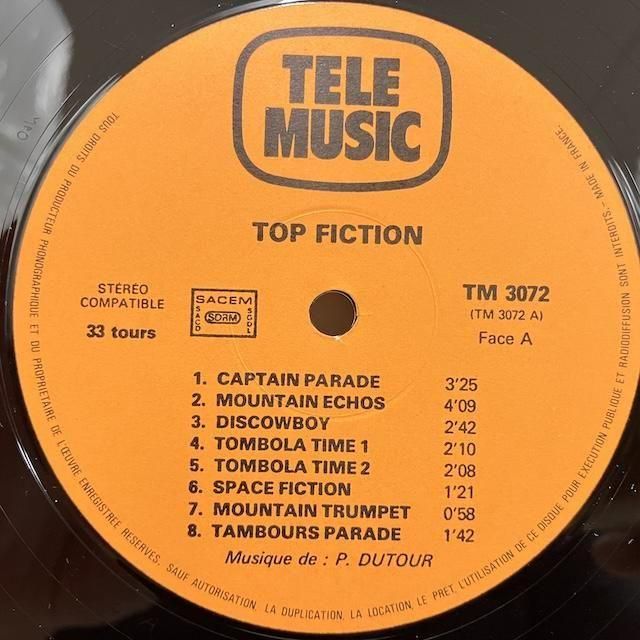 TELE
MUSIC
TOP FICTION
STÉRÉO
COMPATIBLE
33 tours
SACEM
SACD
SDRM
SGDL
TM 3072
(TM 3072 A)
Face A
1. CAPTAIN PARADE 3'25
2. MOUNTAIN ECHOS 4'09
3. DISCOWBOY 2'42
4. TOMBOLA TIME 1 2'10
5. TOMBOLA TIME 2 2'08
6. SPACE FICTION 1'21
7. MOUNTAIN TRUMPET 0'58
8. TAMBOURS PARADE 1'42
Musique de : P. DUTOUR
TOUS DROITS DU PRODUCTEUR PHONOGRAPHIQUE ET DU PROPRIETAIRE DE L'ŒUVRE ENREGISTREE RESERVES, SAUF AUTORISATION, LA DUPLICATION, LA LOCATION, LE PRET, L'UTILISATION DE CE DISQUE POUR EXECUTION PUBLIQUE ET RADIODIFFUSION SONT INTERDITS. - MADE IN FRANCE.